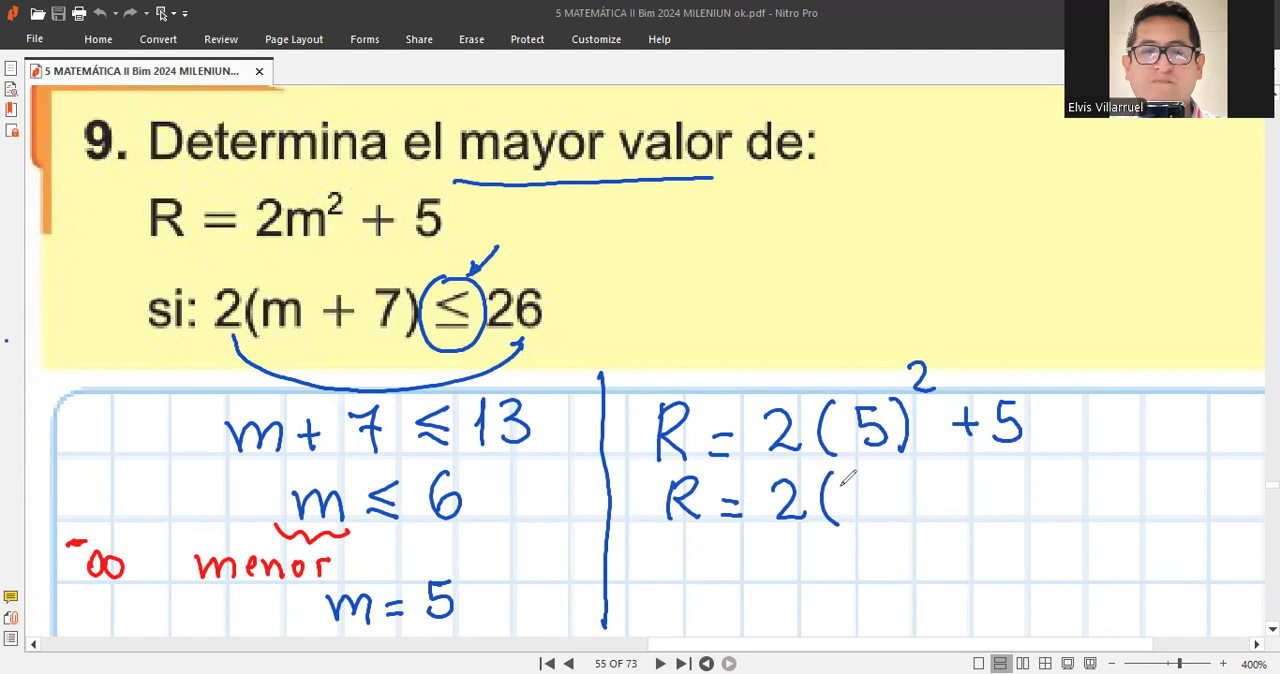 5 MATEMÁTICA II Bim 2024 MILENIUN ok.pdf - Nitro Pro
File Home Convert Review Page Layout Forms Share Erase Protect Customize Help
5 MATEMÁTICA II Bim 2024 MILENIUN...
Elvis Villarruel
9. Determina el mayor valor de:
R = 2m² + 5
si: 2(m + 7) ≤ 26
m + 7 ≤ 13
m ≤ 6
-∞ menor
m = 5
R = 2(5)² + 5
R = 2(
55 OF 73
400%